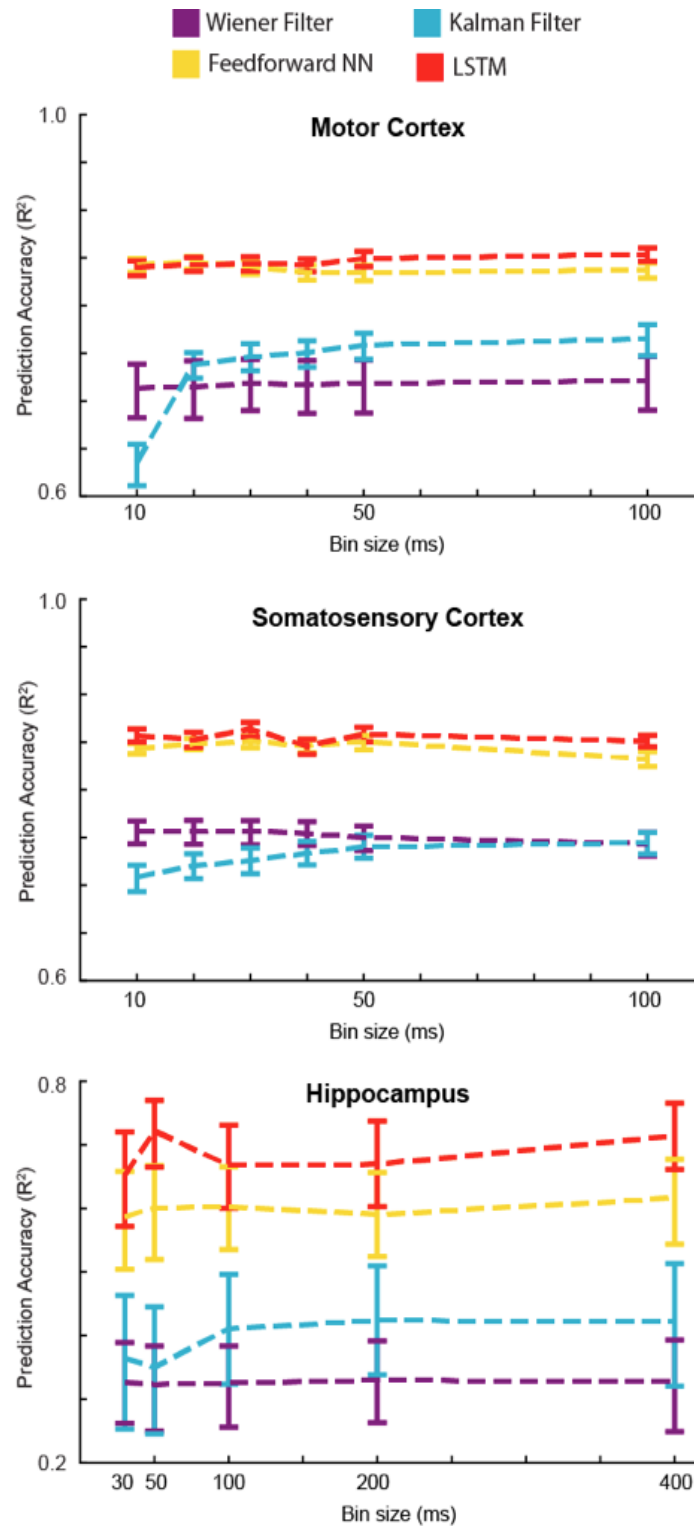 Wiener Filter Kalman Filter
Feedforward NN LSTM
Motor Cortex
1.0
Prediction Accuracy (R²)
0.6
10 50 100
Bin size (ms)
Somatosensory Cortex
1.0
Prediction Accuracy (R²)
0.6
10 50 100
Bin size (ms)
Hippocampus
0.8
Prediction Accuracy (R²)
0.2
30 50 100 200 400
Bin size (ms)